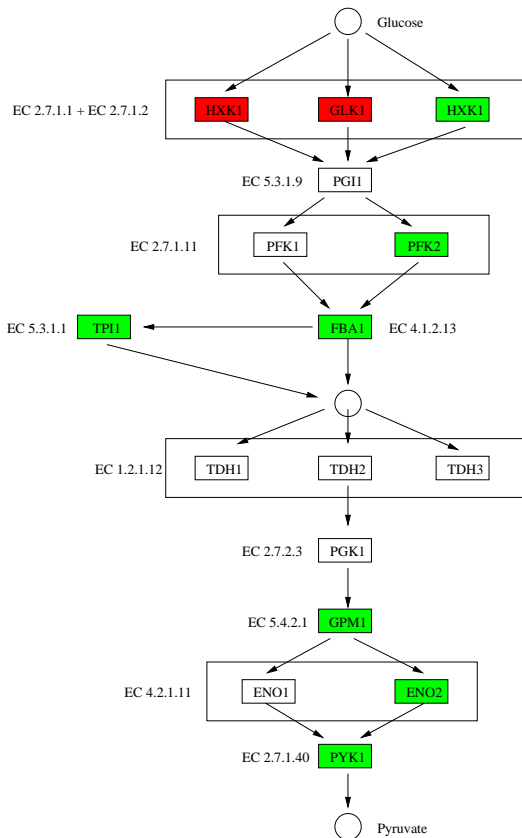 Glucose
EC 2.7.1.1 + EC 2.7.1.2
HXK1
GLK1
HXK1
EC 5.3.1.9
PGI1
EC 2.7.1.11
PFK1
PFK2
EC 5.3.1.1
TPI1
FBA1
EC 4.1.2.13
EC 1.2.1.12
TDH1
TDH2
TDH3
EC 2.7.2.3
PGK1
EC 5.4.2.1
GPM1
EC 4.2.1.11
ENO1
ENO2
EC 2.7.1.40
PYK1
Pyruvate